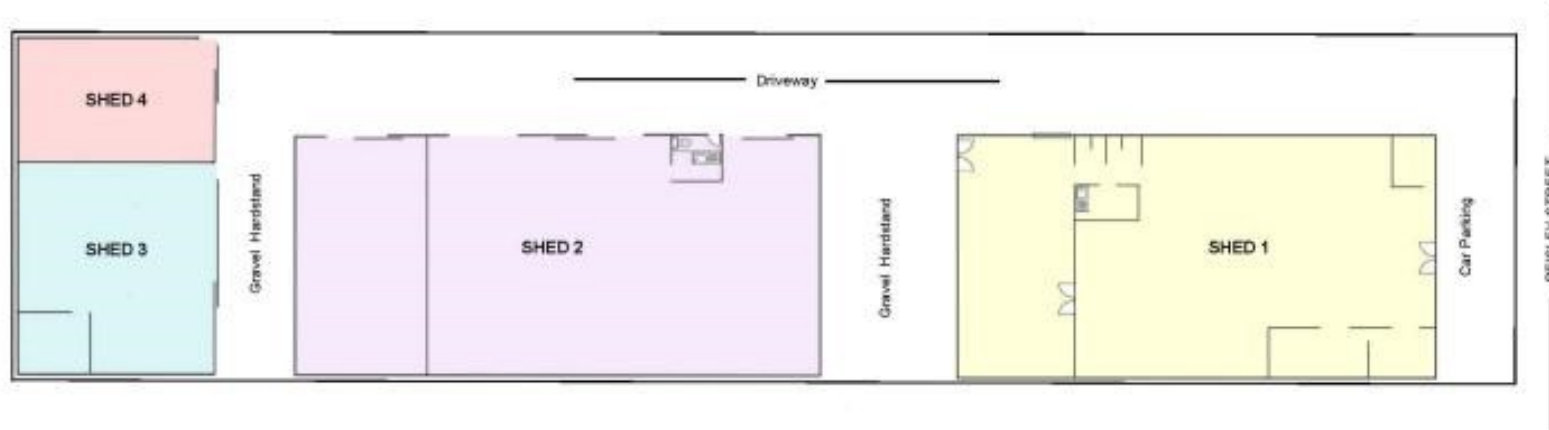 Driveway
SHED 4
SHED 3
Gravel Hardstand
SHED 2
Gravel Hardstand
SHED 1
Car Parking